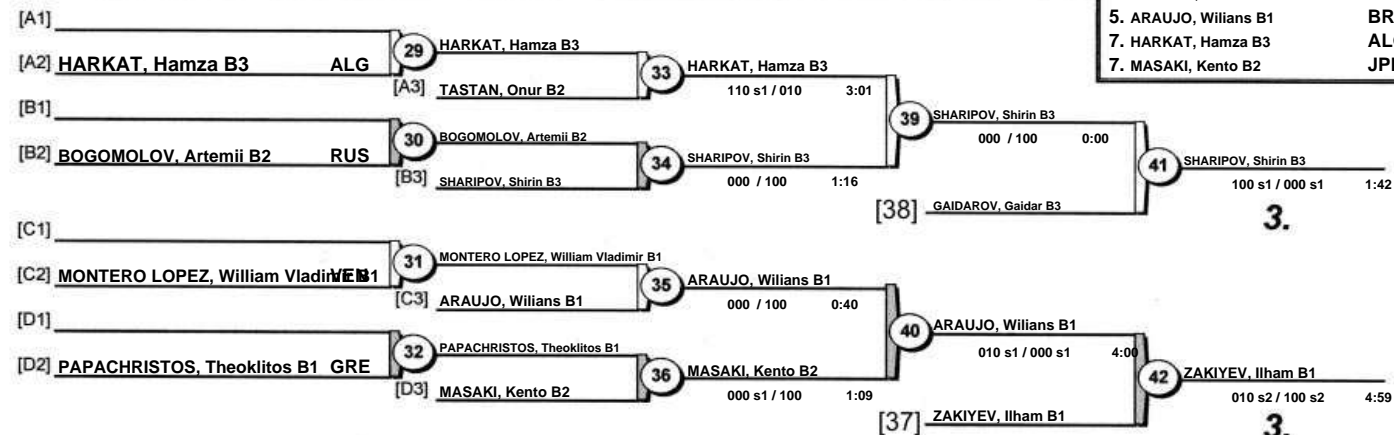 [A1]
[A2] HARKAT, Hamza B3 ALG
29
HARKAT, Hamza B3
[A3] TASTAN, Onur B2
33
HARKAT, Hamza B3
110 s1 / 010 3:01
[B1]
[B2] BOGOMOLOV, Artemii B2 RUS
30
BOGOMOLOV, Artemii B2
[B3] SHARIPOV, Shirin B3
34
SHARIPOV, Shirin B3
000 / 100 1:16
39
SHARIPOV, Shirin B3
000 / 100 0:00
[38] GAIDAROV, Gaidar B3
41
SHARIPOV, Shirin B3
100 s1 / 000 s1 1:42
3.
[C1]
[C2] MONTERO LOPEZ, William Vladimir B1 VEN
31
MONTERO LOPEZ, William Vladimir B1
[C3] ARAUJO, Wilians B1
35
ARAUJO, Wilians B1
000 / 100 0:40
[D1]
[D2] PAPACHRISTOS, Theoklitos B1 GRE
32
PAPACHRISTOS, Theoklitos B1
[D3] MASAKI, Kento B2
36
MASAKI, Kento B2
000 s1 / 100 1:09
40
ARAUJO, Wilians B1
010 s1 / 000 s1 4:00
[37] ZAKIYEV, Ilham B1
42
ZAKIYEV, Ilham B1
010 s2 / 100 s2 4:59
3.
5. ARAUJO, Wilians B1
7. HARKAT, Hamza B3
7. MASAKI, Kento B2